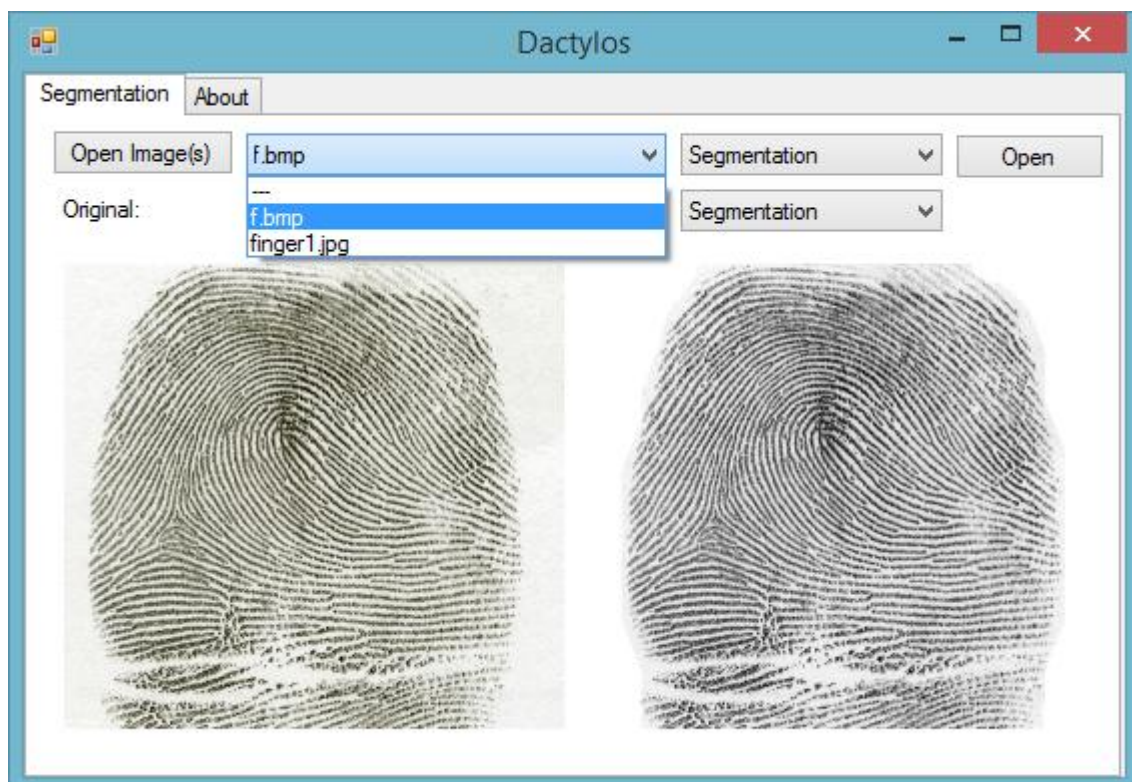 Dactylos
Segmentation About
Open Image(s) f.bmp Segmentation Open
---
Original: f.bmp Segmentation
finger1.jpg